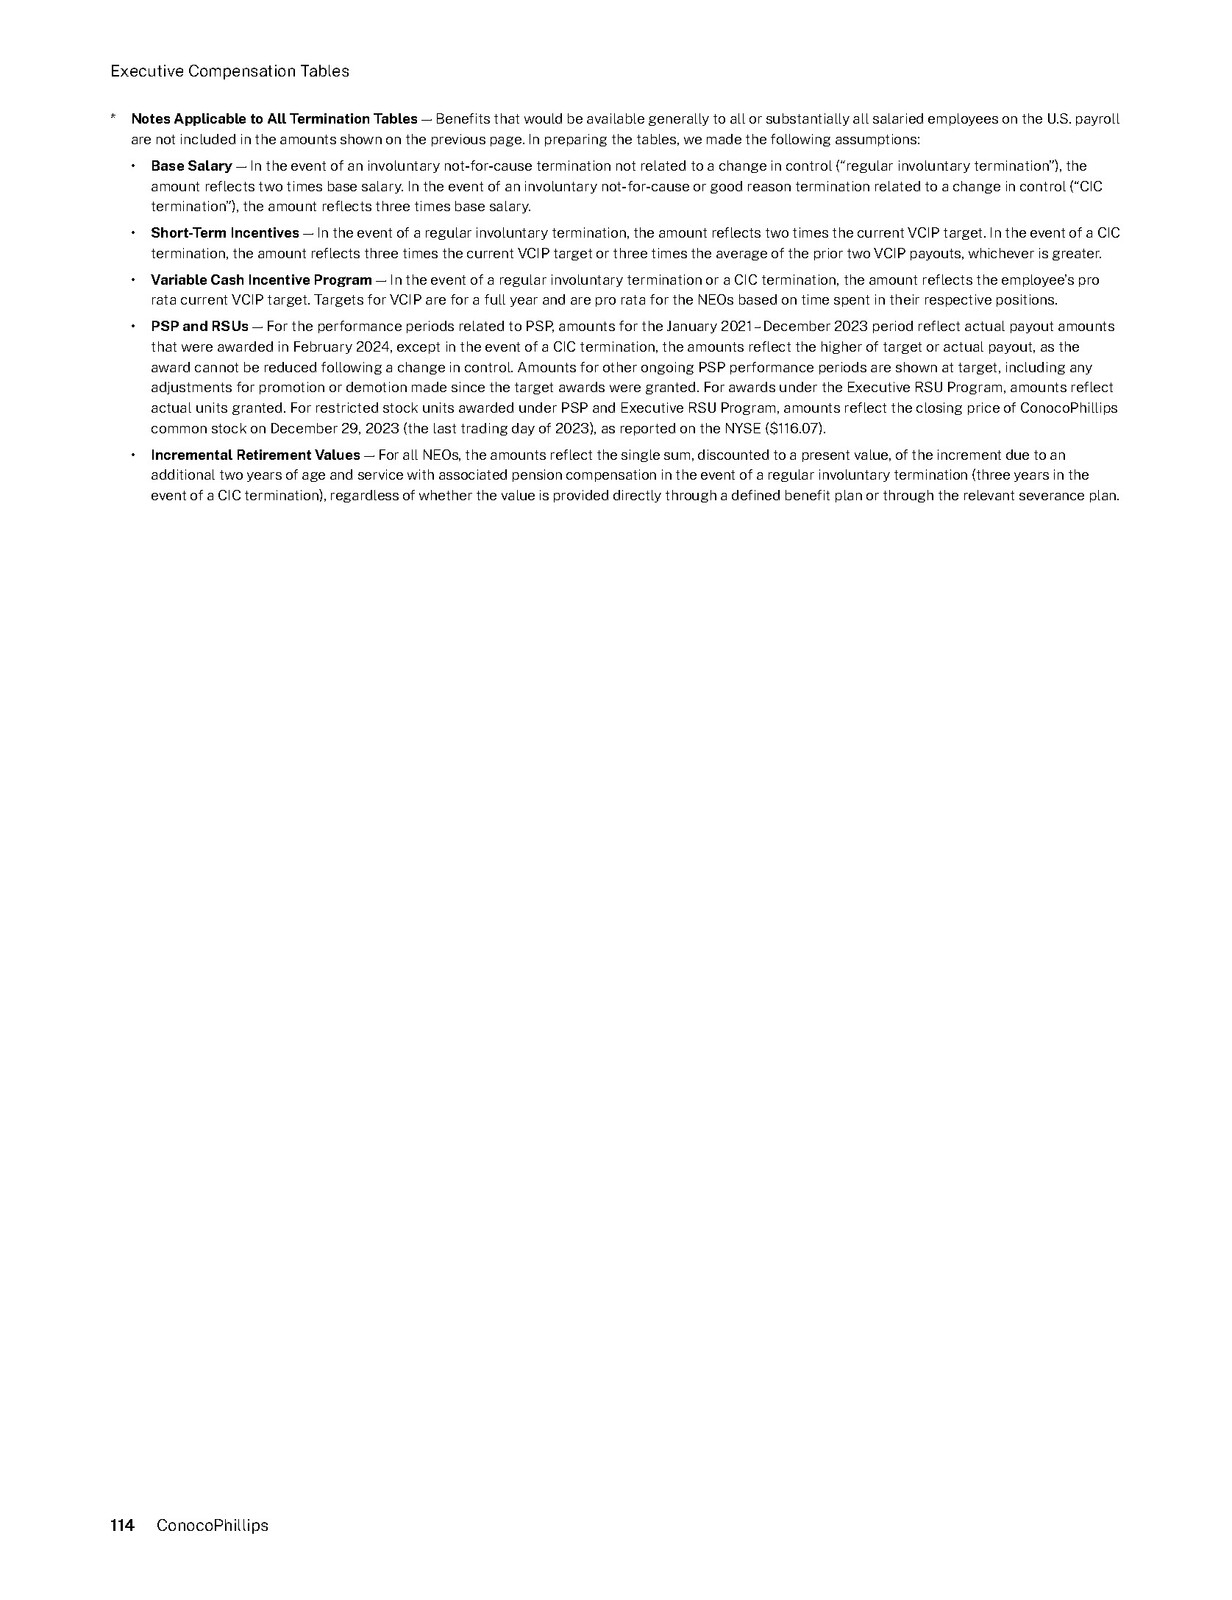 Executive Compensation Tables
* Notes Applicable to All Termination Tables — Benefits that would be available generally to all or substantially all salaried employees on the U.S. payroll
are not included in the amounts shown on the previous page. In preparing the tables, we made the following assumptions:
• Base Salary — In the event of an involuntary not-for-cause termination not related to a change in control (“regular involuntary termination”), the
amount reflects two times base salary. In the event of an involuntary not-for-cause or good reason termination related to a change in control (“CIC
termination”), the amount reflects three times base salary.
• Short-Term Incentives — In the event of a regular involuntary termination, the amount reflects two times the current VCIP target. In the event of a CIC
termination, the amount reflects three times the current VCIP target or three times the average of the prior two VCIP payouts, whichever is greater.
• Variable Cash Incentive Program — In the event of a regular involuntary termination or a CIC termination, the amount reflects the employee’s pro
rata current VCIP target. Targets for VCIP are for a full year and are pro rata for the NEOs based on time spent in their respective positions.
• PSP and RSUs — For the performance periods related to PSP, amounts for the January 2021–December 2023 period reflect actual payout amounts
that were awarded in February 2024, except in the event of a CIC termination, the amounts reflect the higher of target or actual payout, as the
award cannot be reduced following a change in control. Amounts for other ongoing PSP performance periods are shown at target, including any
adjustments for promotion or demotion made since the target awards were granted. For awards under the Executive RSU Program, amounts reflect
actual units granted. For restricted stock units awarded under PSP and Executive RSU Program, amounts reflect the closing price of ConocoPhillips
common stock on December 29, 2023 (the last trading day of 2023), as reported on the NYSE ($116.07).
• Incremental Retirement Values — For all NEOs, the amounts reflect the single sum, discounted to a present value, of the increment due to an
additional two years of age and service with associated pension compensation in the event of a regular involuntary termination (three years in the
event of a CIC termination), regardless of whether the value is provided directly through a defined benefit plan or through the relevant severance plan.
114 ConocoPhillips